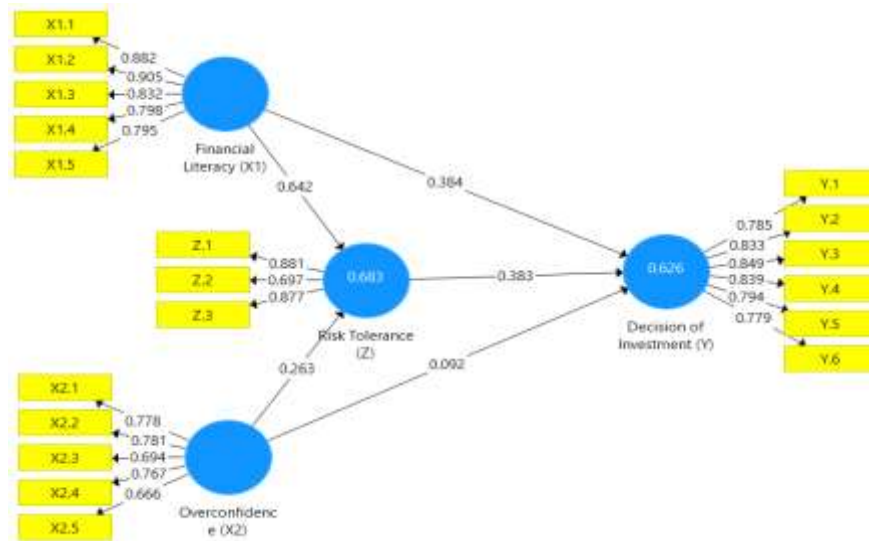 X1.1
X1.2
X1.3
X1.4
X1.5
0.882
0.905
0.832
0.798
0.795
Financial
Literacy (X1)
0.642
0.384
Z.1
Z.2
Z.3
0.881
0.697
0.877
0.683
Risk Tolerance
(Z)
0.383
0.263
0.092
0.626
Decision of
Investment (Y)
0.785
0.833
0.849
0.839
0.794
0.779
Y.1
Y.2
Y.3
Y.4
Y.5
Y.6
X2.1
X2.2
X2.3
X2.4
X2.5
0.778
0.781
0.694
0.767
0.666
Overconfidenc
e (X2)